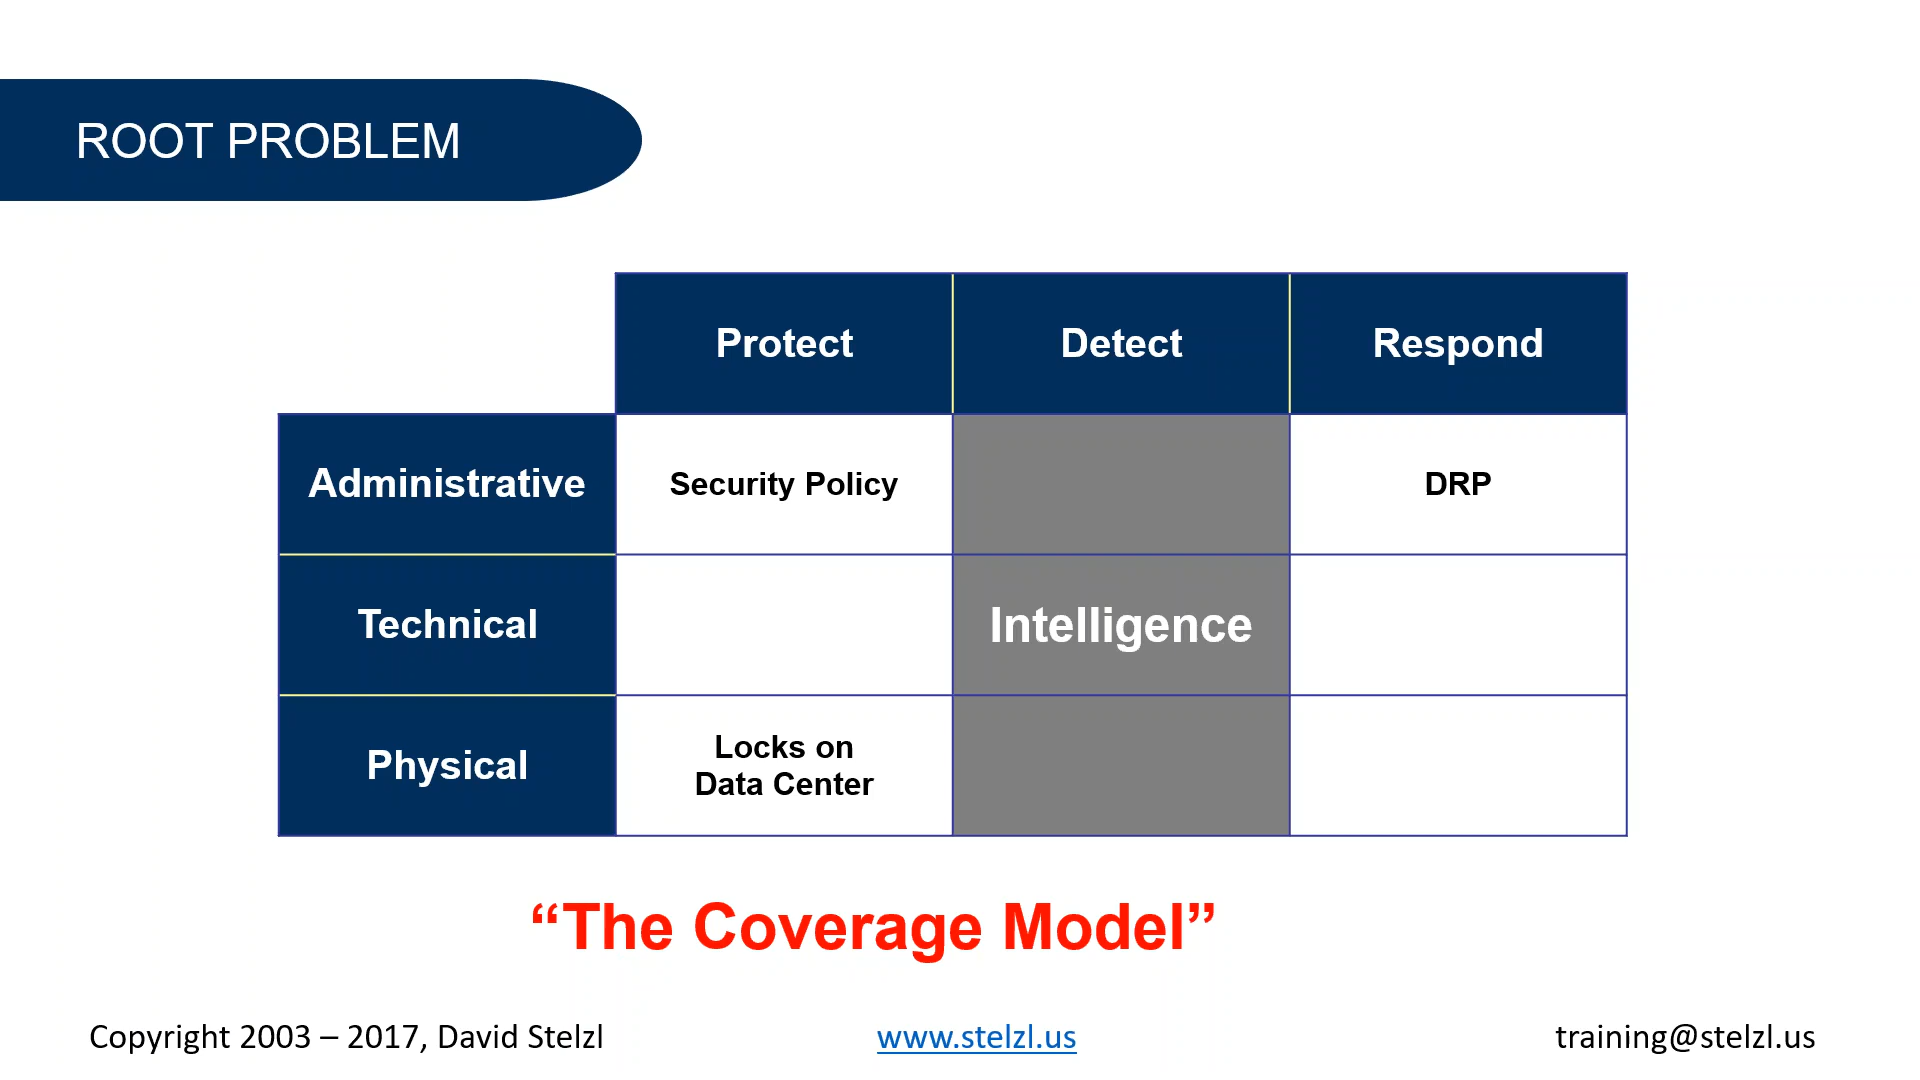 ROOT PROBLEM
Protect
Detect
Respond
Administrative
Security Policy
DRP
Technical
Intelligence
Physical
Locks on
Data Center
“The Coverage Model”
Copyright 2003 – 2017, David Stelzl
www.stelzl.us
training@stelzl.us